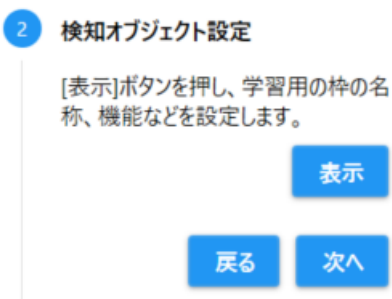 2 検知オブジェクト設定
[表示]ボタンを押し、学習用の枠の名
称、機能などを設定します。
表示
戻る 次へ